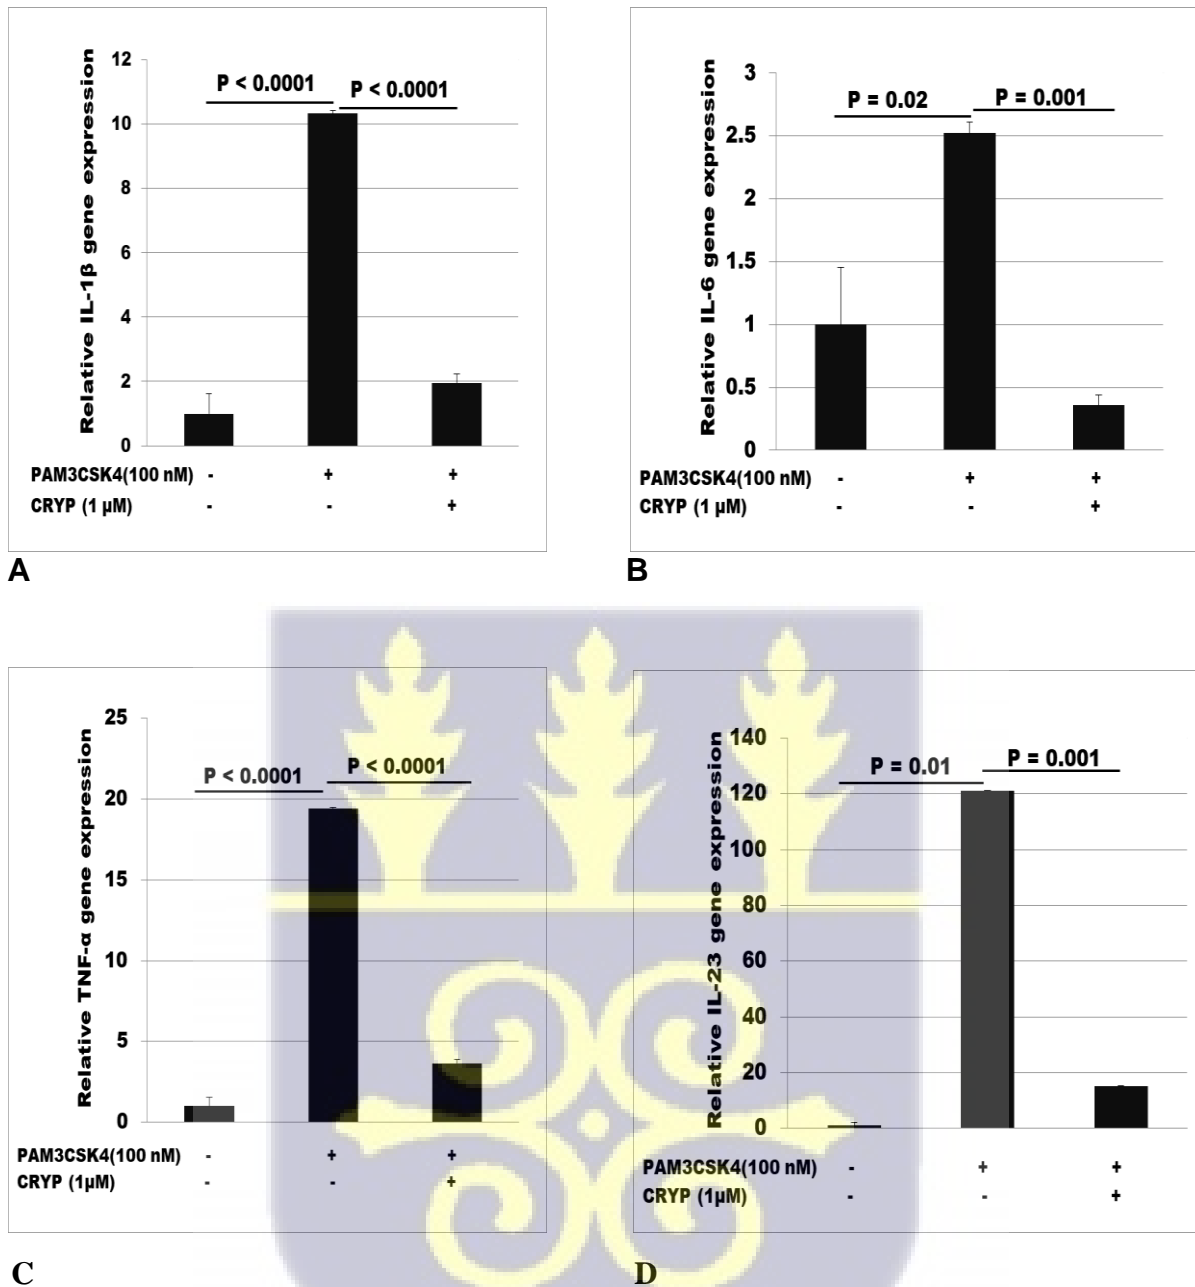 12
10
8
6
4
2
0
Relative IL-1β gene expression
P < 0.0001
P < 0.0001
PAM3CSK4(100 nM) - + +
CRYP (1 µM) - - +
A
3
2.5
2
1.5
1
0.5
0
Relative IL-6 gene expression
P = 0.02
P = 0.001
PAM3CSK4(100 nM) - + +
CRYP (1 µM) - - +
B
25
20
15
10
5
0
Relative TNF-α gene expression
P < 0.0001
P < 0.0001
PAM3CSK4(100 nM) - + +
CRYP (1µM) - - +
C
140
120
100
80
60
40
20
0
Relative IL-23 gene expression
P = 0.01
P = 0.001
PAM3CSK4(100 nM) - + +
CRYP (1µM) - - +
D